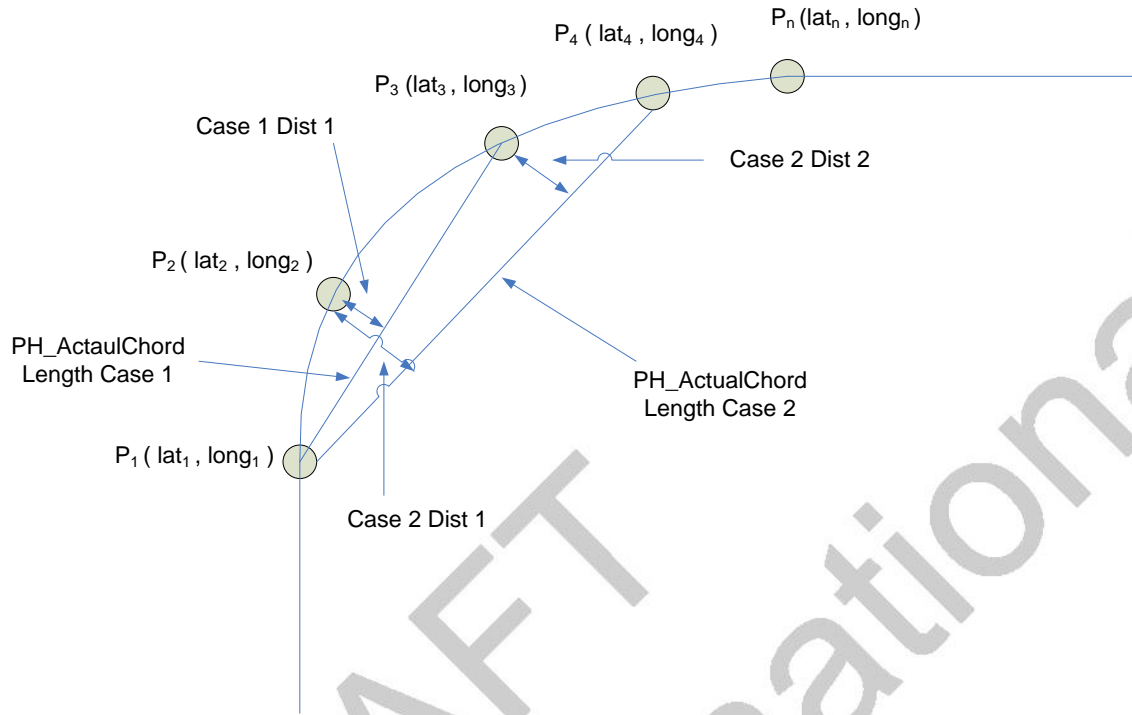 Pn (latn , longn)
P4 ( lat4 , long4 )
P3 (lat3 , long3)
Case 1 Dist 1
Case 2 Dist 2
P2 ( lat2 , long2 )
PH_ActaulChord
Length Case 1
PH_ActualChord
Length Case 2
P1 ( lat1 , long1 )
Case 2 Dist 1